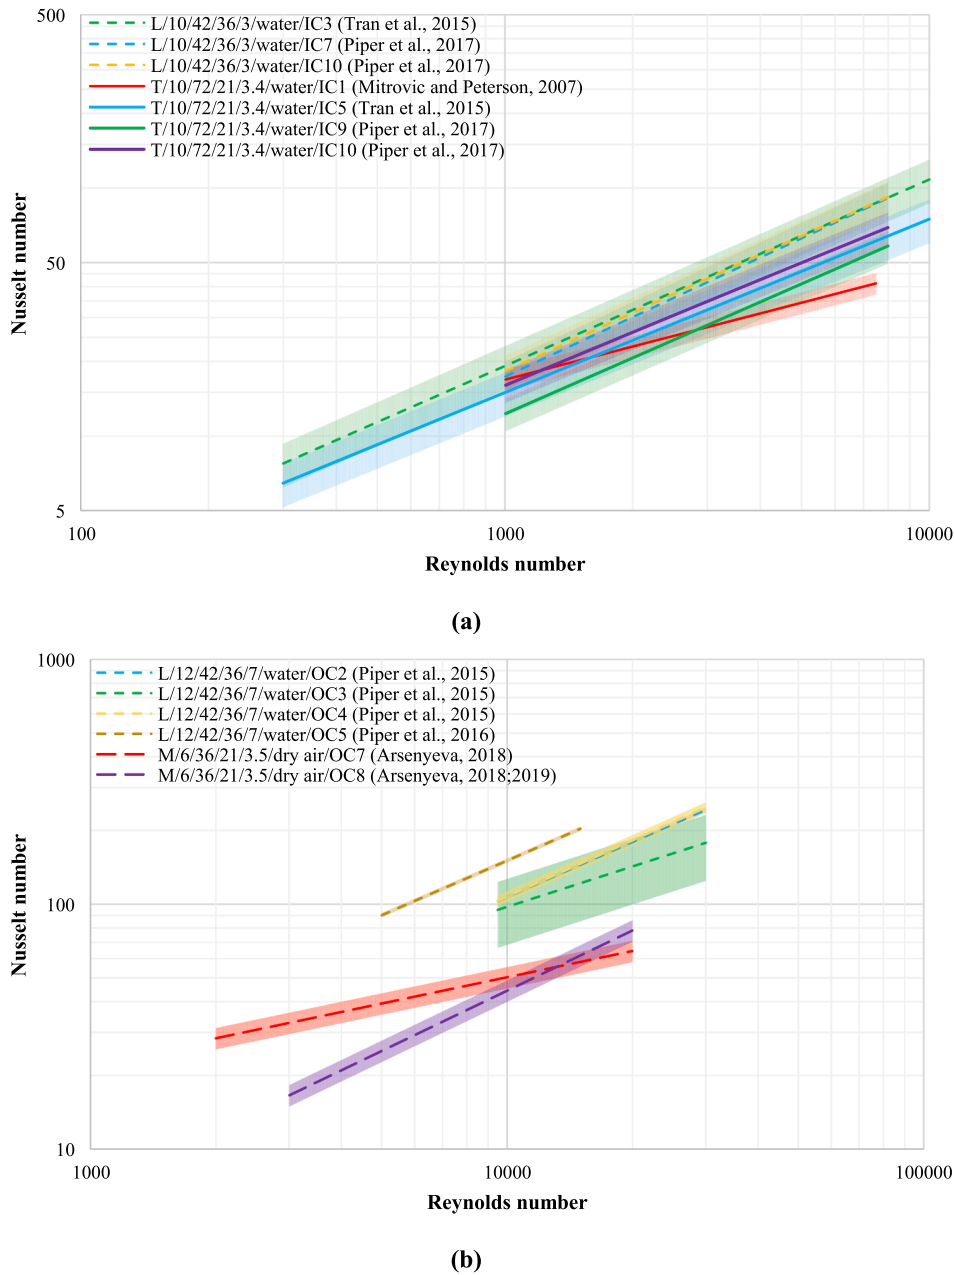 500
L/10/42/36/3/water/IC3 (Tran et al., 2015)
L/10/42/36/3/water/IC7 (Piper et al., 2017)
L/10/42/36/3/water/IC10 (Piper et al., 2017)
T/10/72/21/3.4/water/IC1 (Mitrovic and Peterson, 2007)
T/10/72/21/3.4/water/IC5 (Tran et al., 2015)
T/10/72/21/3.4/water/IC9 (Piper et al., 2017)
T/10/72/21/3.4/water/IC10 (Piper et al., 2017)
Nusselt number
50
5
100 1000 10000
Reynolds number
(a)
1000
L/12/42/36/7/water/OC2 (Piper et al., 2015)
L/12/42/36/7/water/OC3 (Piper et al., 2015)
L/12/42/36/7/water/OC4 (Piper et al., 2015)
L/12/42/36/7/water/OC5 (Piper et al., 2016)
M/6/36/21/3.5/dry air/OC7 (Arsenyeva, 2018)
M/6/36/21/3.5/dry air/OC8 (Arsenyeva, 2018;2019)
Nusselt number
100
10
1000 10000 100000
Reynolds number
(b)